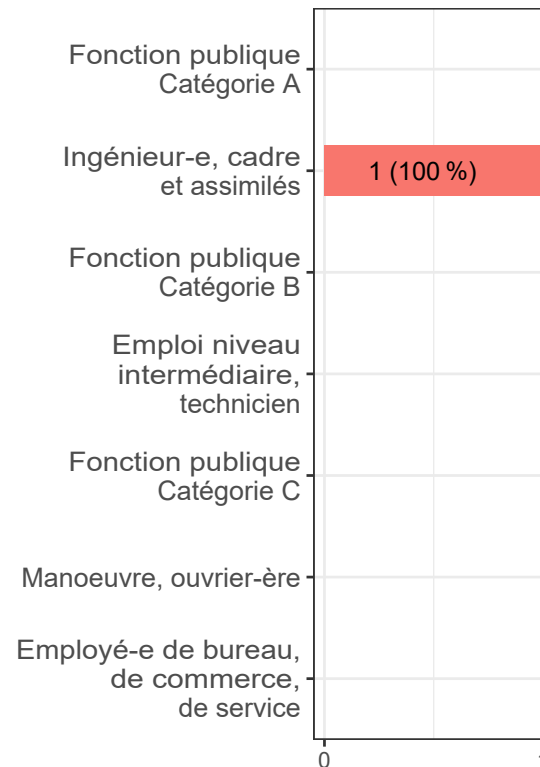 Fonction publique
Catégorie A
Ingénieur-e, cadre
et assimilés
1 (100 %)
Fonction publique
Catégorie B
Emploi niveau
intermédiaire,
technicien
Fonction publique
Catégorie C
Manoeuvre, ouvrier-ère
Employé-e de bureau,
de commerce,
de service
0